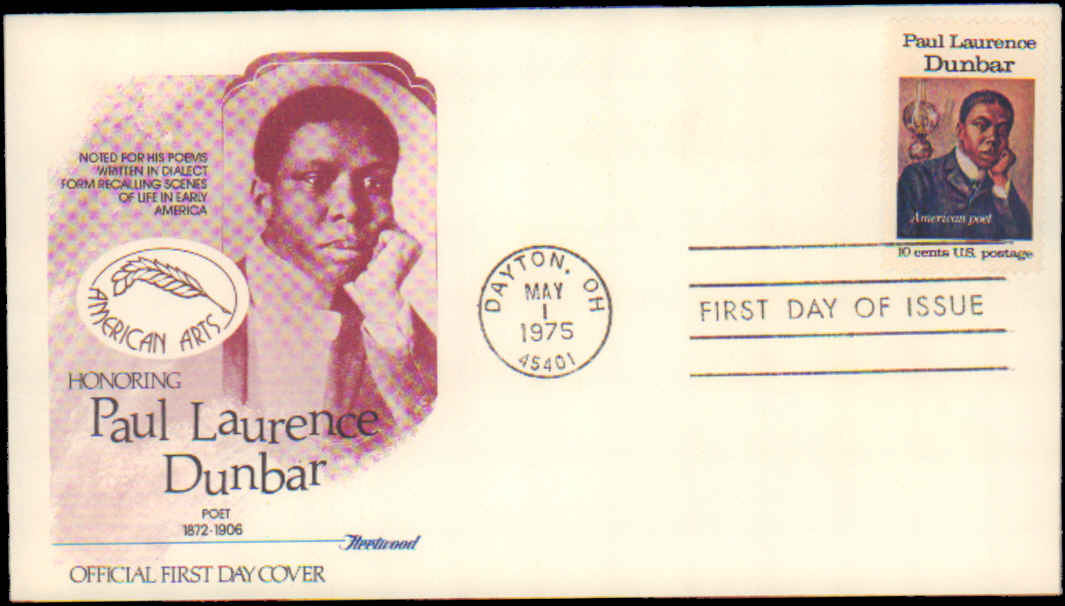 NOTED FOR HIS POEMS
WRITTEN IN DIALECT
FORM RECALLING SCENES
OF LIFE IN EARLY
AMERICA
AMERICAN ARTS
HONORING
Paul Laurence
Dunbar
POET
1872-1906
Fleetwood
OFFICIAL FIRST DAY COVER
DAYTON, OH
MAY
1
1975
45401
Paul Laurence
Dunbar
American poet
10 cents U.S. postage
FIRST DAY OF ISSUE